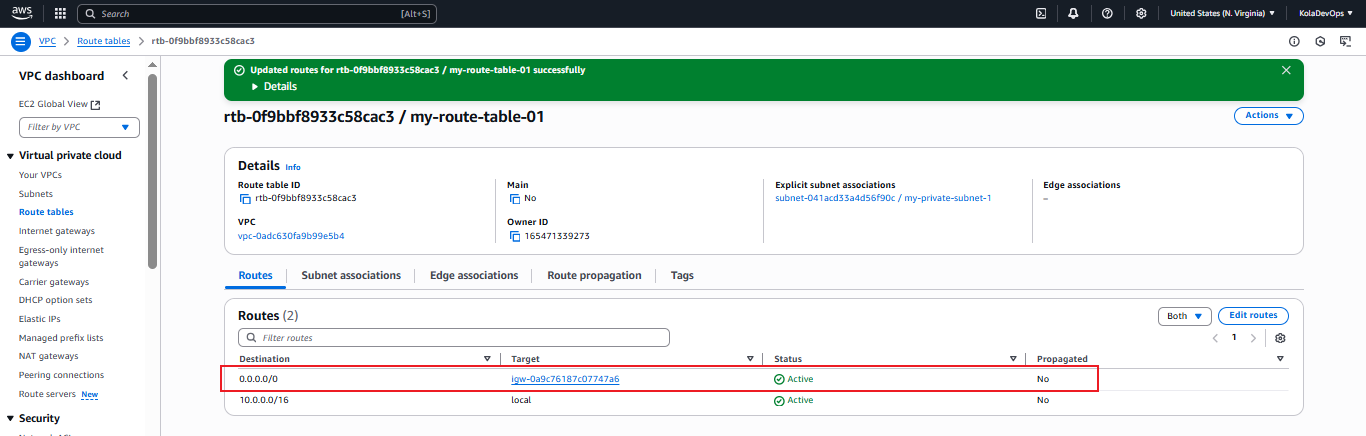 aws
Search [Alt+S] United States (N. Virginia) KolaDevOps
VPC Route tables rtb-0f9bbf8933c58cac3
VPC dashboard
EC2 Global View
Filter by VPC
Virtual private cloud
Your VPCs
Subnets
Route tables
Internet gateways
Egress-only internet
gateways
Carrier gateways
DHCP option sets
Elastic IPs
Managed prefix lists
NAT gateways
Peering connections
Route servers New
Security
Updated routes for rtb-0f9bbf8933c58cac3 / my-route-table-01 successfully
Details
rtb-0f9bbf8933c58cac3 / my-route-table-01
Actions
Details Info
Route table ID
rtb-0f9bbf8933c58cac3
Main
No
Explicit subnet associations
subnet-041acd33a4d56f90c / my-private-subnet-1
Edge associations
–
VPC
vpc-0adc630fa9b99e5b4
Owner ID
165471339273
Routes Subnet associations Edge associations Route propagation Tags
Routes (2)
Both
Edit routes
Filter routes
1
Destination Target Status Propagated
0.0.0.0/0 igw-0a9c76187c07747a6 Active No
10.0.0.0/16 local Active No